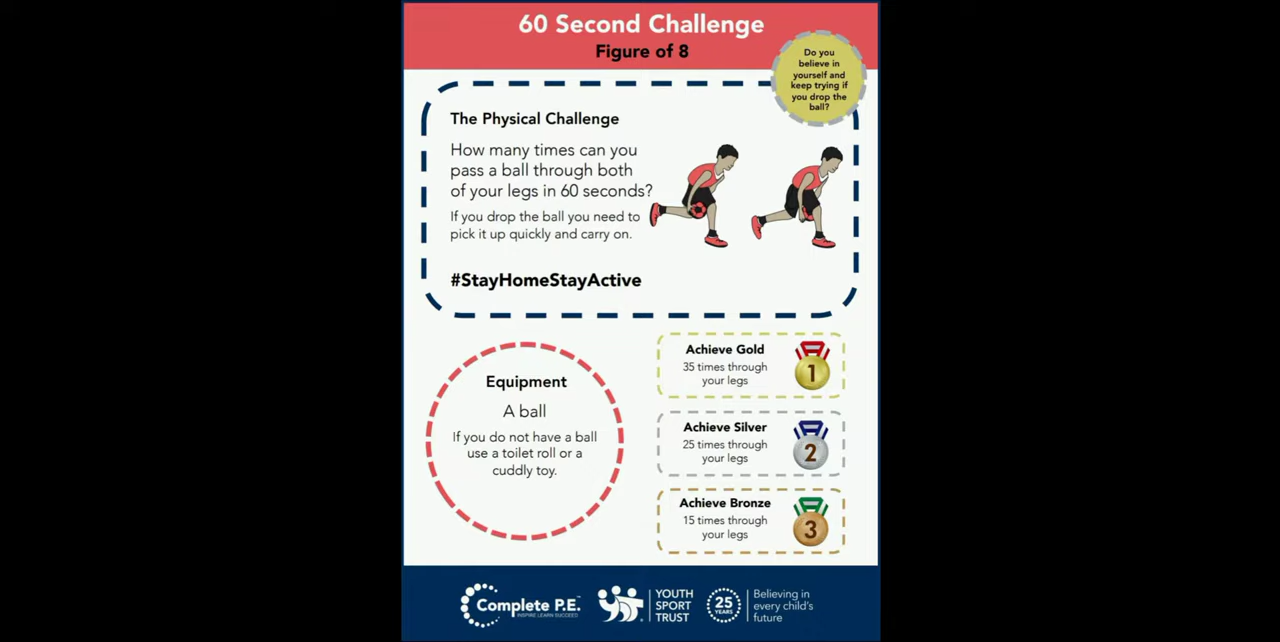 60 Second Challenge
Figure of 8
Do you
believe in
yourself and
keep trying if
you drop the
ball?
The Physical Challenge
How many times can you
pass a ball through both
of your legs in 60 seconds?
If you drop the ball you need to
pick it up quickly and carry on.
#StayHomeStayActive
Equipment
A ball
If you do not have a ball
use a toilet roll or a
cuddly toy.
Achieve Gold
35 times through
your legs
1
Achieve Silver
25 times through
your legs
2
Achieve Bronze
15 times through
your legs
3
Complete P.E.
INSPIRE LEARN SUCCEED
YOUTH
SPORT
TRUST
25
YEARS
Believing in
every child's
future